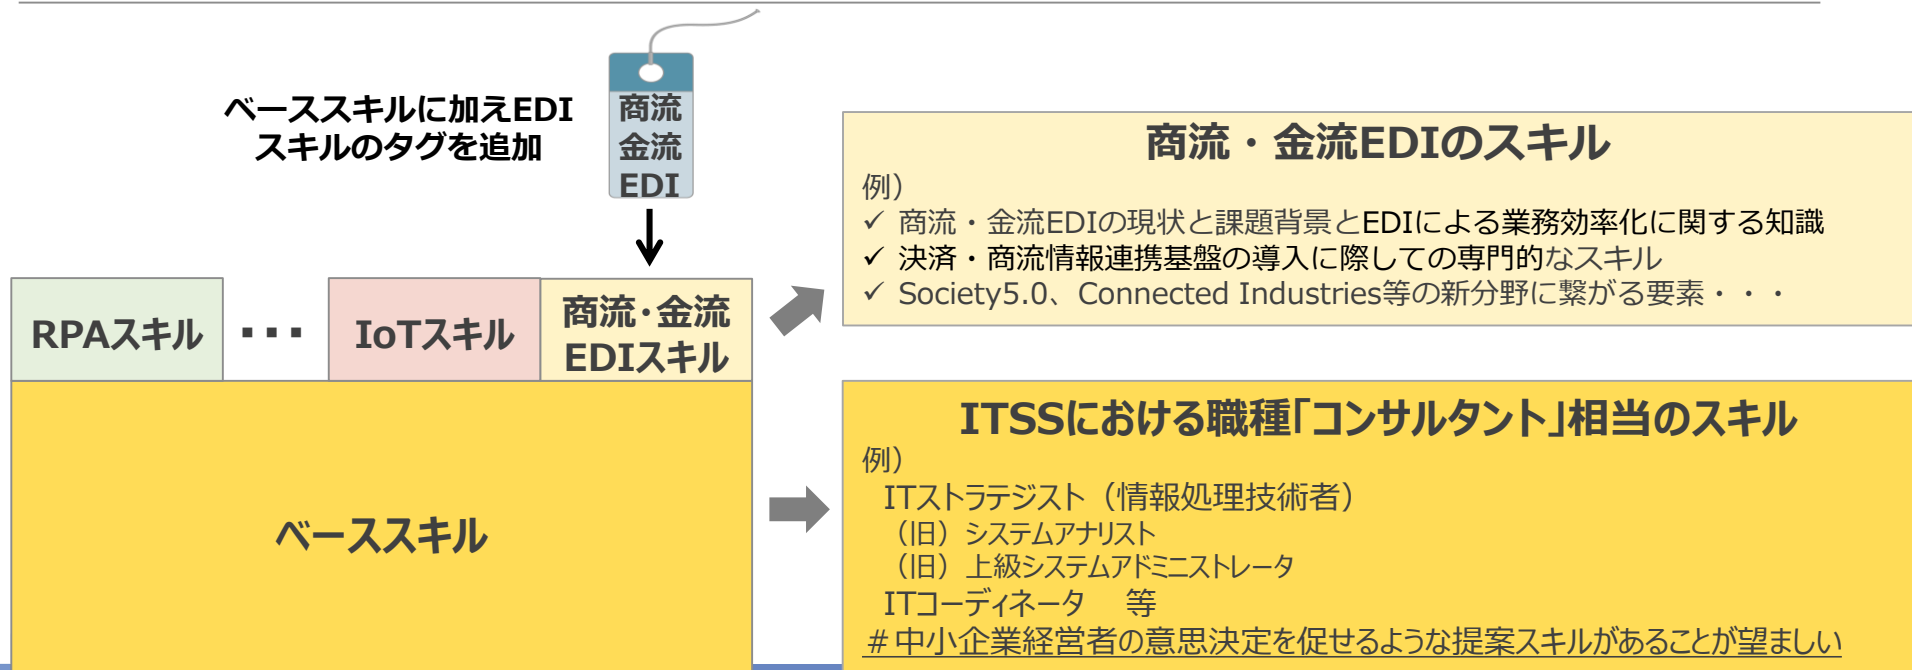 ベーススキルに加えEDI
スキルのタグを追加
商流
金流
EDI
RPAスキル
・・・
IoTスキル
商流・金流
EDIスキル
ベーススキル
商流・金流EDIのスキル
例）
✓ 商流・金流EDIの現状と課題背景とEDIによる業務効率化に関する知識
✓ 決済・商流情報連携基盤の導入に際しての専門的なスキル
✓ Society5.0、Connected Industries等の新分野に繋がる要素・・・
ITSSにおける職種「コンサルタント」相当のスキル
例）
ITストラテジスト（情報処理技術者）
（旧）システムアナリスト
（旧）上級システムアドミニストレータ
ITコーディネータ　等
＃中小企業経営者の意思決定を促せるような提案スキルがあることが望ましい